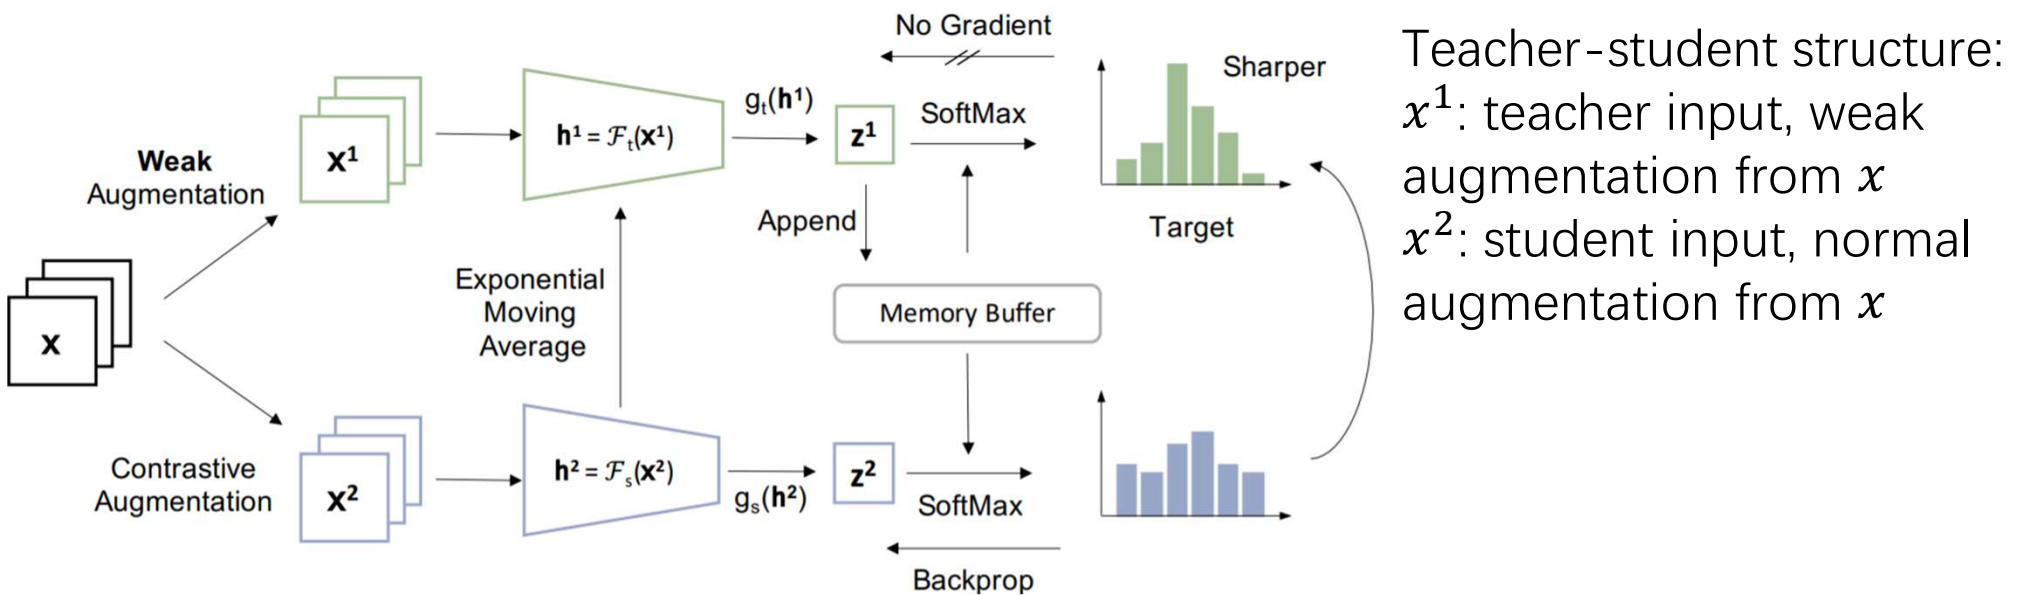 No Gradient
Sharper
Weak
Augmentation
x¹
h¹ = ℱₜ(x¹)
gₜ(h¹)
z¹
SoftMax
Target
Append
Exponential
Moving
Average
Memory Buffer
x
Contrastive
Augmentation
x²
h² = ℱₛ(x²)
gₛ(h²)
z²
SoftMax
Backprop
Teacher-student structure:
x¹: teacher input, weak
augmentation from x
x²: student input, normal
augmentation from x